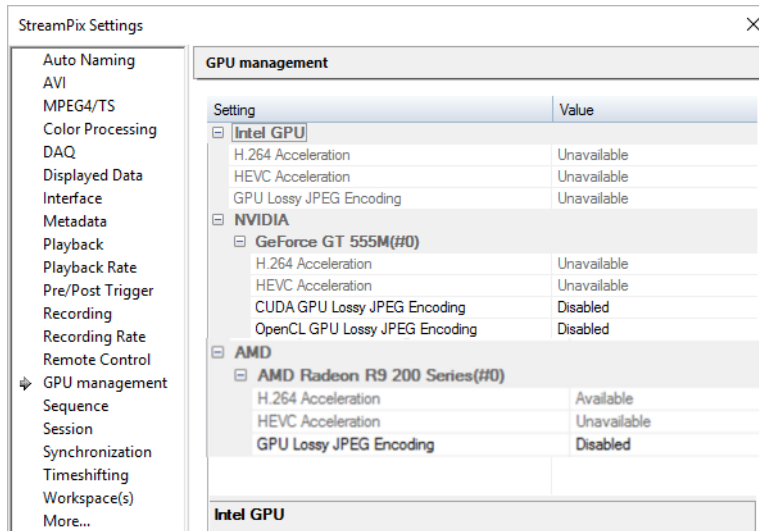 StreamPix Settings
Auto Naming
AVI
MPEG4/TS
Color Processing
DAQ
Displayed Data
Interface
Metadata
Playback
Playback Rate
Pre/Post Trigger
Recording
Recording Rate
Remote Control
GPU management
Sequence
Session
Synchronization
Timeshifting
Workspace(s)
More...
GPU management
Setting Value
Intel GPU
H.264 Acceleration Unavailable
HEVC Acceleration Unavailable
GPU Lossy JPEG Encoding Unavailable
NVIDIA
GeForce GT 555M(#0)
H.264 Acceleration Unavailable
HEVC Acceleration Unavailable
CUDA GPU Lossy JPEG Encoding Disabled
OpenCL GPU Lossy JPEG Encoding Disabled
AMD
AMD Radeon R9 200 Series(#0)
H.264 Acceleration Available
HEVC Acceleration Unavailable
GPU Lossy JPEG Encoding Disabled
Intel GPU